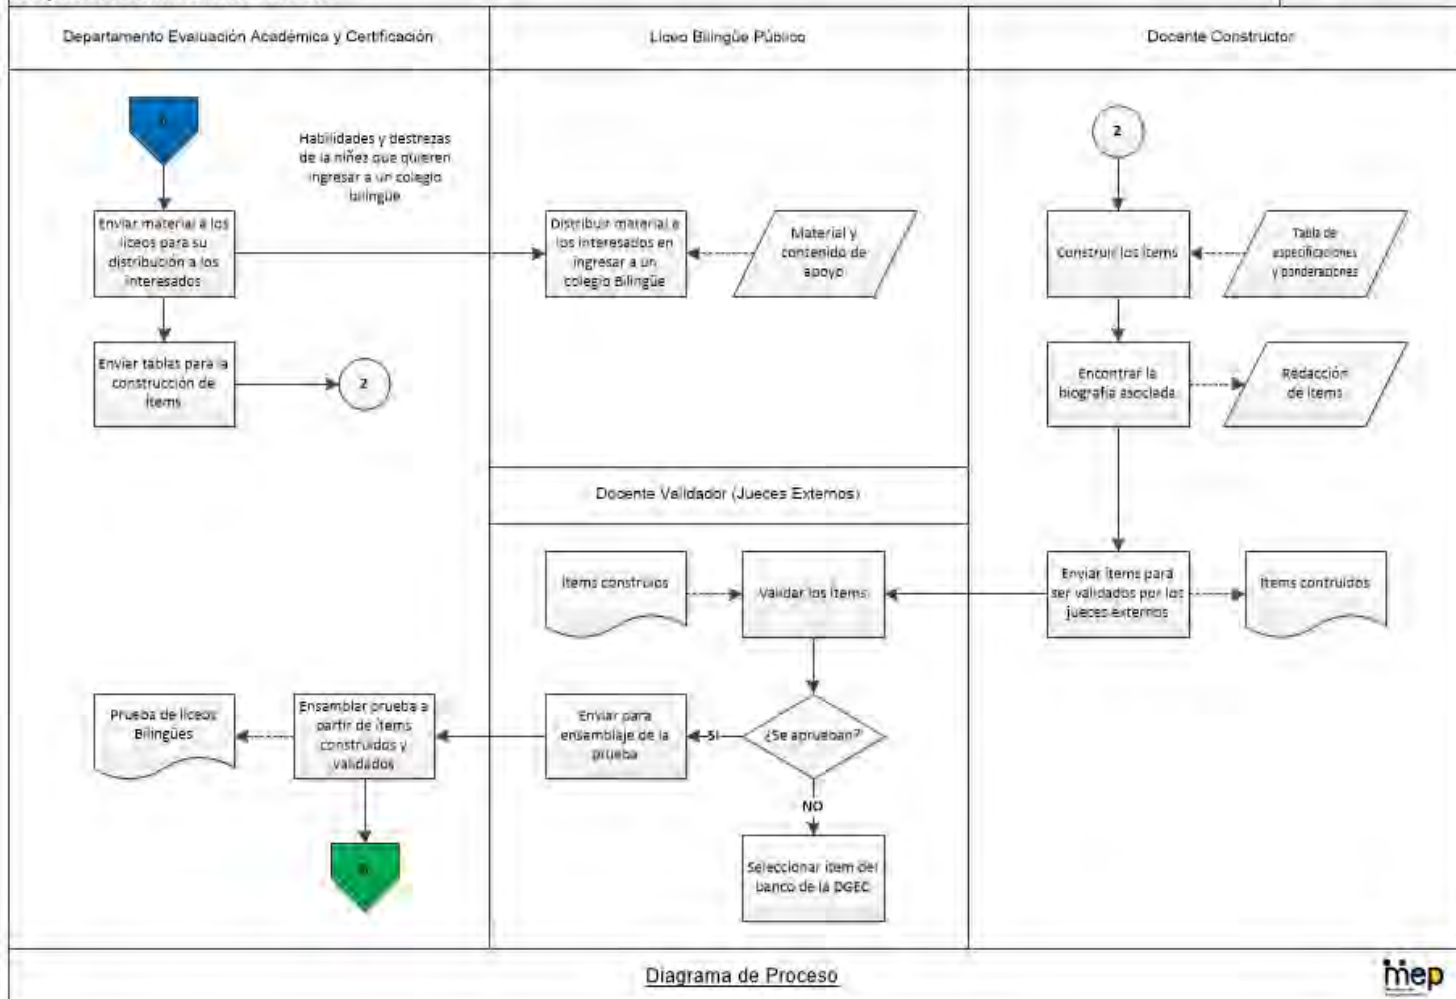 Departamento Evaluación Académica y Certificación
Liceo Bilingüe Público
Docente Constructor
Habilidades y destrezas
de la niñez que quieren
ingresar a un colegio
bilingüe
2
Enviar material a los
liceos para su
distribución a los
interesados
Distribuir material a
los interesados en
ingresar a un
colegio Bilingüe
Material y
contenido de
apoyo
Construir los ítems
Tabla de
especificaciones
y ponderaciones
Enviar tablas para la
construcción de
ítems
2
Encontrar la
biografía asociada
Redacción
de ítems
Docente Validador (Jueces Externos)
Ítems construios
Validar los ítems
Enviar ítems para
ser validados por los
jueces externos
Ítems contruidos
Prueba de liceos
Bilingües
Ensamblar prueba a
partir de ítems
construidos y
validados
Enviar para
ensamblaje de la
prueba
SI
¿Se aprueban?
NO
Seleccionar ítem del
banco de la DGEC
Diagrama de Proceso
mep